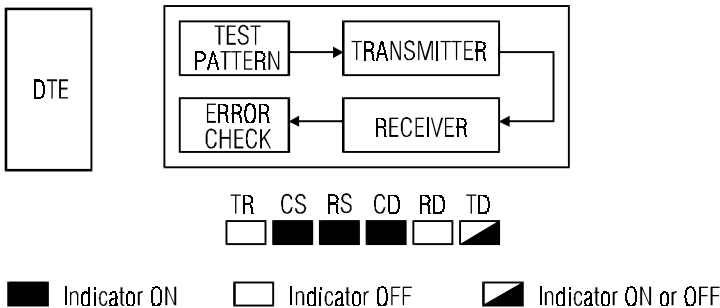 DTE
TEST
PATTERN
TRANSMITTER
ERROR
CHECK
RECEIVER
TR CS RS CD RD TD
Indicator ON
Indicator OFF
Indicator ON or OFF